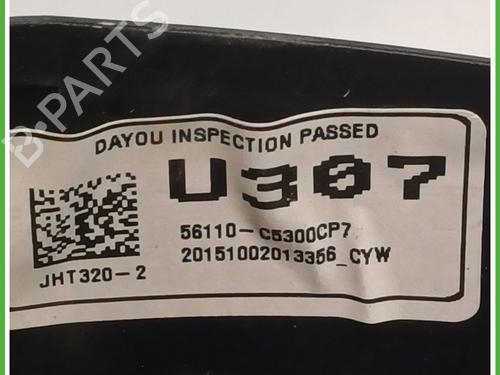 B-PARTS
DAYOU INSPECTION PASSED
U307
56110-C5300CP7
20151002013356_CYW
JHT320-2